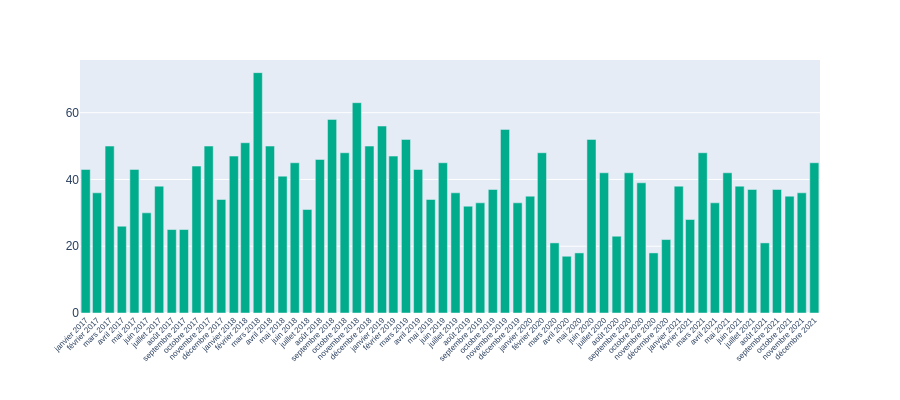 60
40
20
0
janvier 2017
février 2017
mars 2017
avril 2017
mai 2017
juin 2017
juillet 2017
août 2017
septembre 2017
octobre 2017
novembre 2017
décembre 2017
janvier 2018
février 2018
mars 2018
avril 2018
mai 2018
juin 2018
juillet 2018
août 2018
septembre 2018
octobre 2018
novembre 2018
décembre 2018
janvier 2019
février 2019
mars 2019
avril 2019
mai 2019
juin 2019
juillet 2019
août 2019
septembre 2019
octobre 2019
novembre 2019
décembre 2019
janvier 2020
février 2020
mars 2020
avril 2020
mai 2020
juin 2020
juillet 2020
août 2020
septembre 2020
octobre 2020
novembre 2020
décembre 2020
janvier 2021
février 2021
mars 2021
avril 2021
mai 2021
juin 2021
juillet 2021
août 2021
septembre 2021
octobre 2021
novembre 2021
décembre 2021